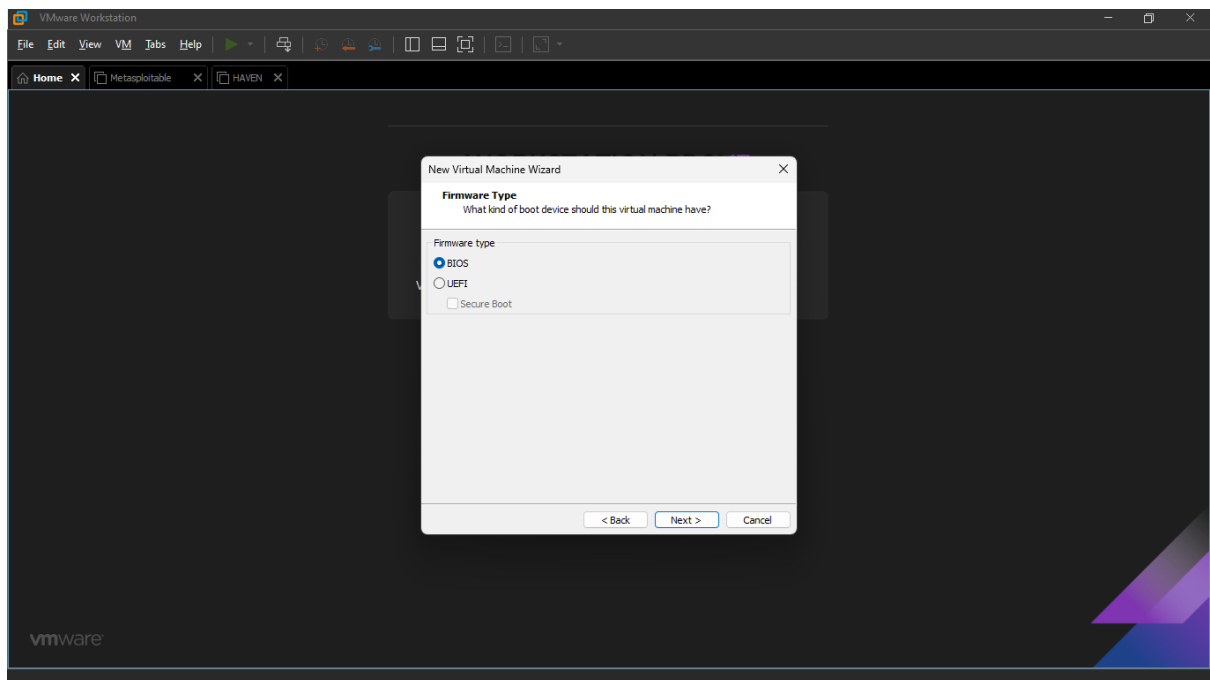 VMware Workstation
File Edit View VM Tabs Help
Home Metasploitable HAVEN
New Virtual Machine Wizard
Firmware Type
What kind of boot device should this virtual machine have?
Firmware type
BIOS
UEFI
Secure Boot
< Back Next > Cancel
vmware